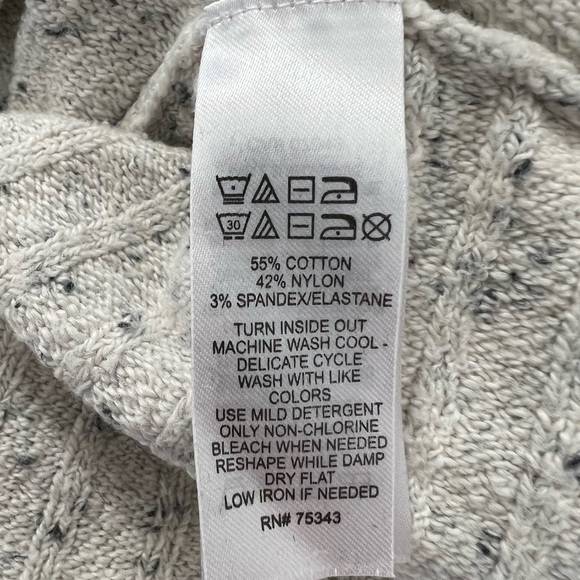 30
55% COTTON
42% NYLON
3% SPANDEX/ELASTANE
TURN INSIDE OUT
MACHINE WASH COOL -
DELICATE CYCLE
WASH WITH LIKE
COLORS
USE MILD DETERGENT
ONLY NON-CHLORINE
BLEACH WHEN NEEDED
RESHAPE WHILE DAMP
DRY FLAT
LOW IRON IF NEEDED
RN# 75343